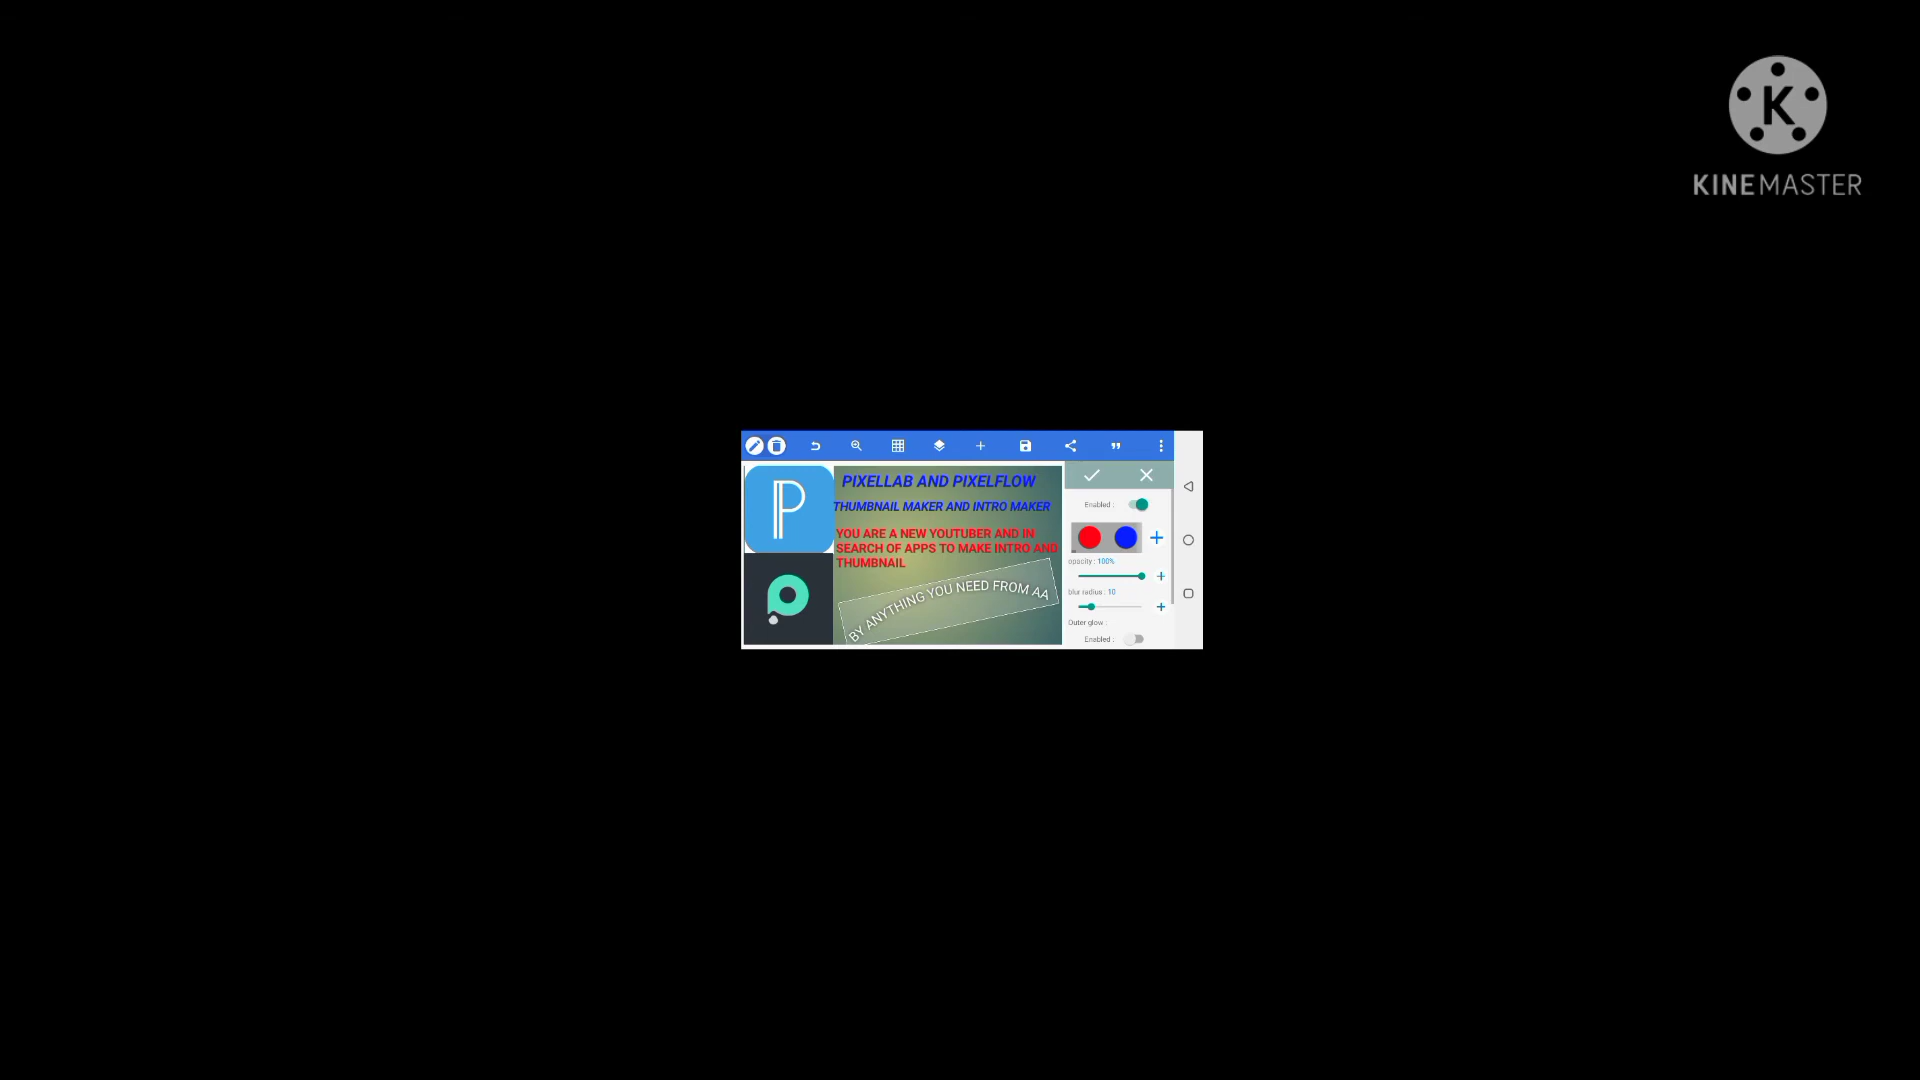 KINEMASTER
PIXELLAB AND PIXELFLOW
THUMBNAIL MAKER AND INTRO MAKER
YOU ARE A NEW YOUTUBER AND IN
SEARCH OF APPS TO MAKE INTRO AND
THUMBNAIL
BY ANYTHING YOU NEED FROM AA
Enabled :
opacity : 100%
blur radius : 10
Outer glow :
Enabled :